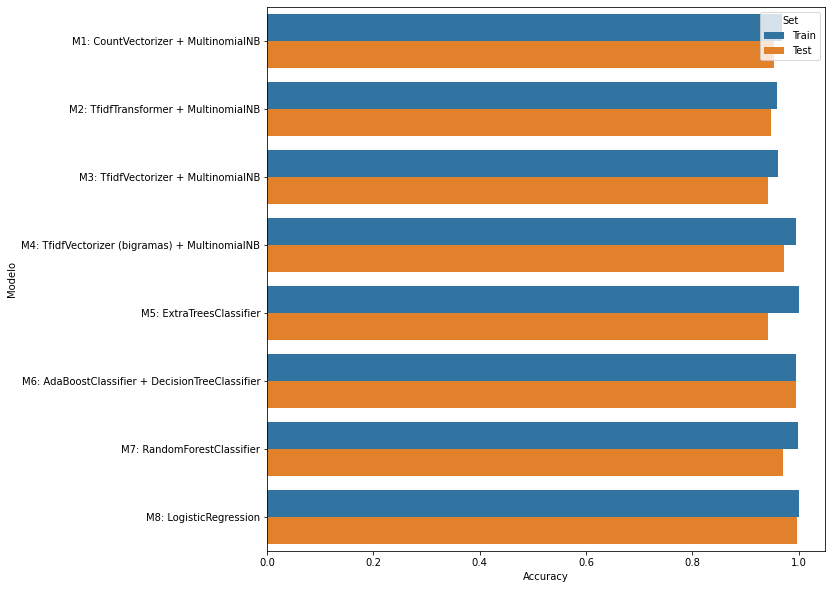 Set
Train
Test
M1: CountVectorizer + MultinomialNB
M2: TfidfTransformer + MultinomialNB
M3: TfidfVectorizer + MultinomialNB
M4: TfidfVectorizer (bigramas) + MultinomialNB
M5: ExtraTreesClassifier
M6: AdaBoostClassifier + DecisionTreeClassifier
M7: RandomForestClassifier
M8: LogisticRegression
Modelo
0.0 0.2 0.4 0.6 0.8 1.0
Accuracy